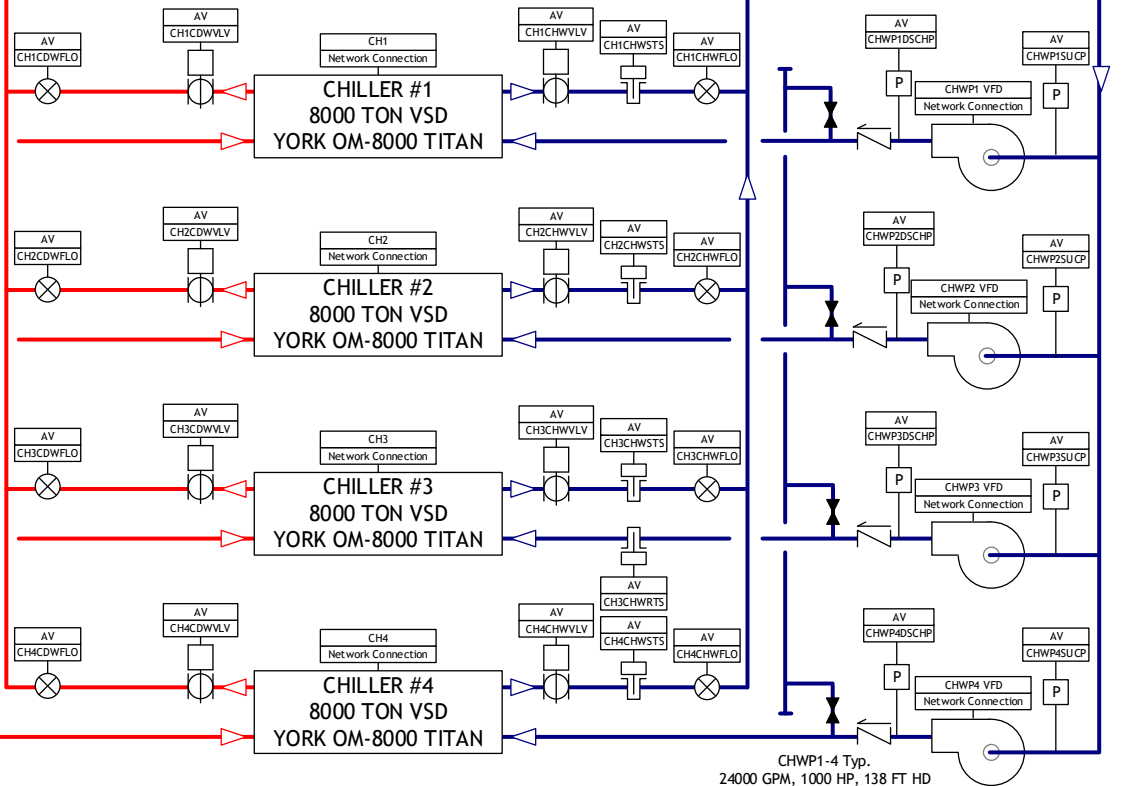 AV
CH1CDWFLO
AV
CH1CDWVLV
CH1
Network Connection
AV
CH1CHWVLV
AV
CH1CHWSTS
AV
CH1CHWFLO
AV
CHWP1DSCHP
AV
CHWP1SUCP
P
P
CHWP1 VFD
Network Connection
CHILLER #1
8000 TON VSD
YORK OM-8000 TITAN
AV
CH2CDWFLO
AV
CH2CDWVLV
CH2
Network Connection
AV
CH2CHWVLV
AV
CH2CHWSTS
AV
CH2CHWFLO
AV
CHWP2DSCHP
AV
CHWP2SUCP
P
P
CHWP2 VFD
Network Connection
CHILLER #2
8000 TON VSD
YORK OM-8000 TITAN
AV
CH3CDWFLO
AV
CH3CDWVLV
CH3
Network Connection
AV
CH3CHWVLV
AV
CH3CHWSTS
AV
CH3CHWFLO
AV
CHWP3DSCHP
AV
CHWP3SUCP
P
P
CHWP3 VFD
Network Connection
CHILLER #3
8000 TON VSD
YORK OM-8000 TITAN
AV
CH3CHWRTS
AV
CH4CDWFLO
AV
CH4CDWVLV
CH4
Network Connection
AV
CH4CHWVLV
AV
CH4CHWSTS
AV
CH4CHWFLO
AV
CHWP4DSCHP
AV
CHWP4SUCP
P
P
CHWP4 VFD
Network Connection
CHILLER #4
8000 TON VSD
YORK OM-8000 TITAN
CHWP1-4 Typ.
24000 GPM, 1000 HP, 138 FT HD